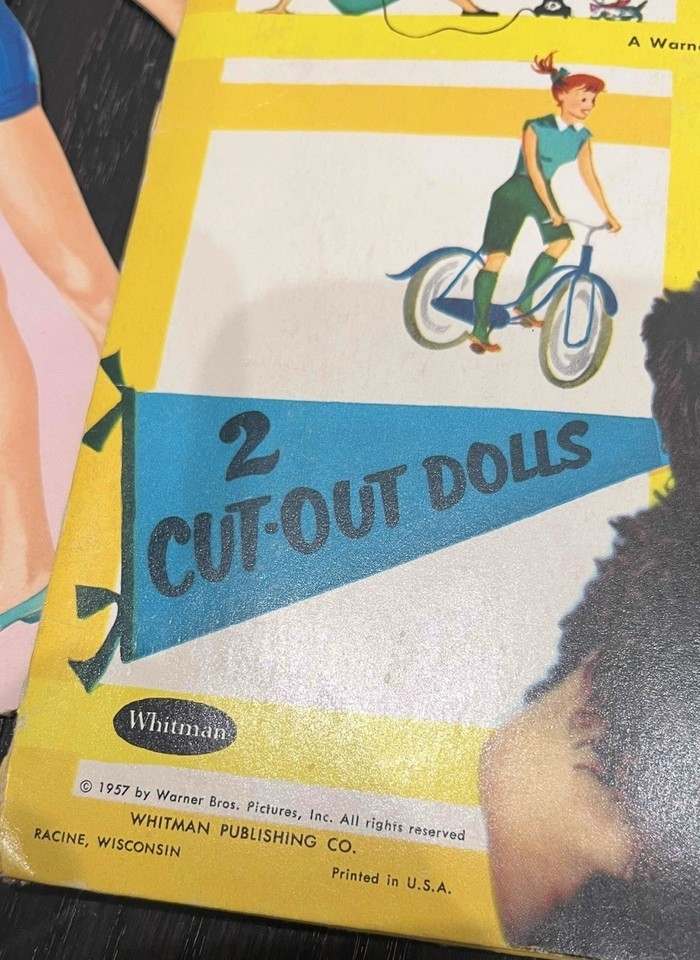 A Warn
2
CUT-OUT DOLLS
Whitman
© 1957 by Warner Bros. Pictures, Inc. All rights reserved
WHITMAN PUBLISHING CO.
RACINE, WISCONSIN
Printed in U.S.A.